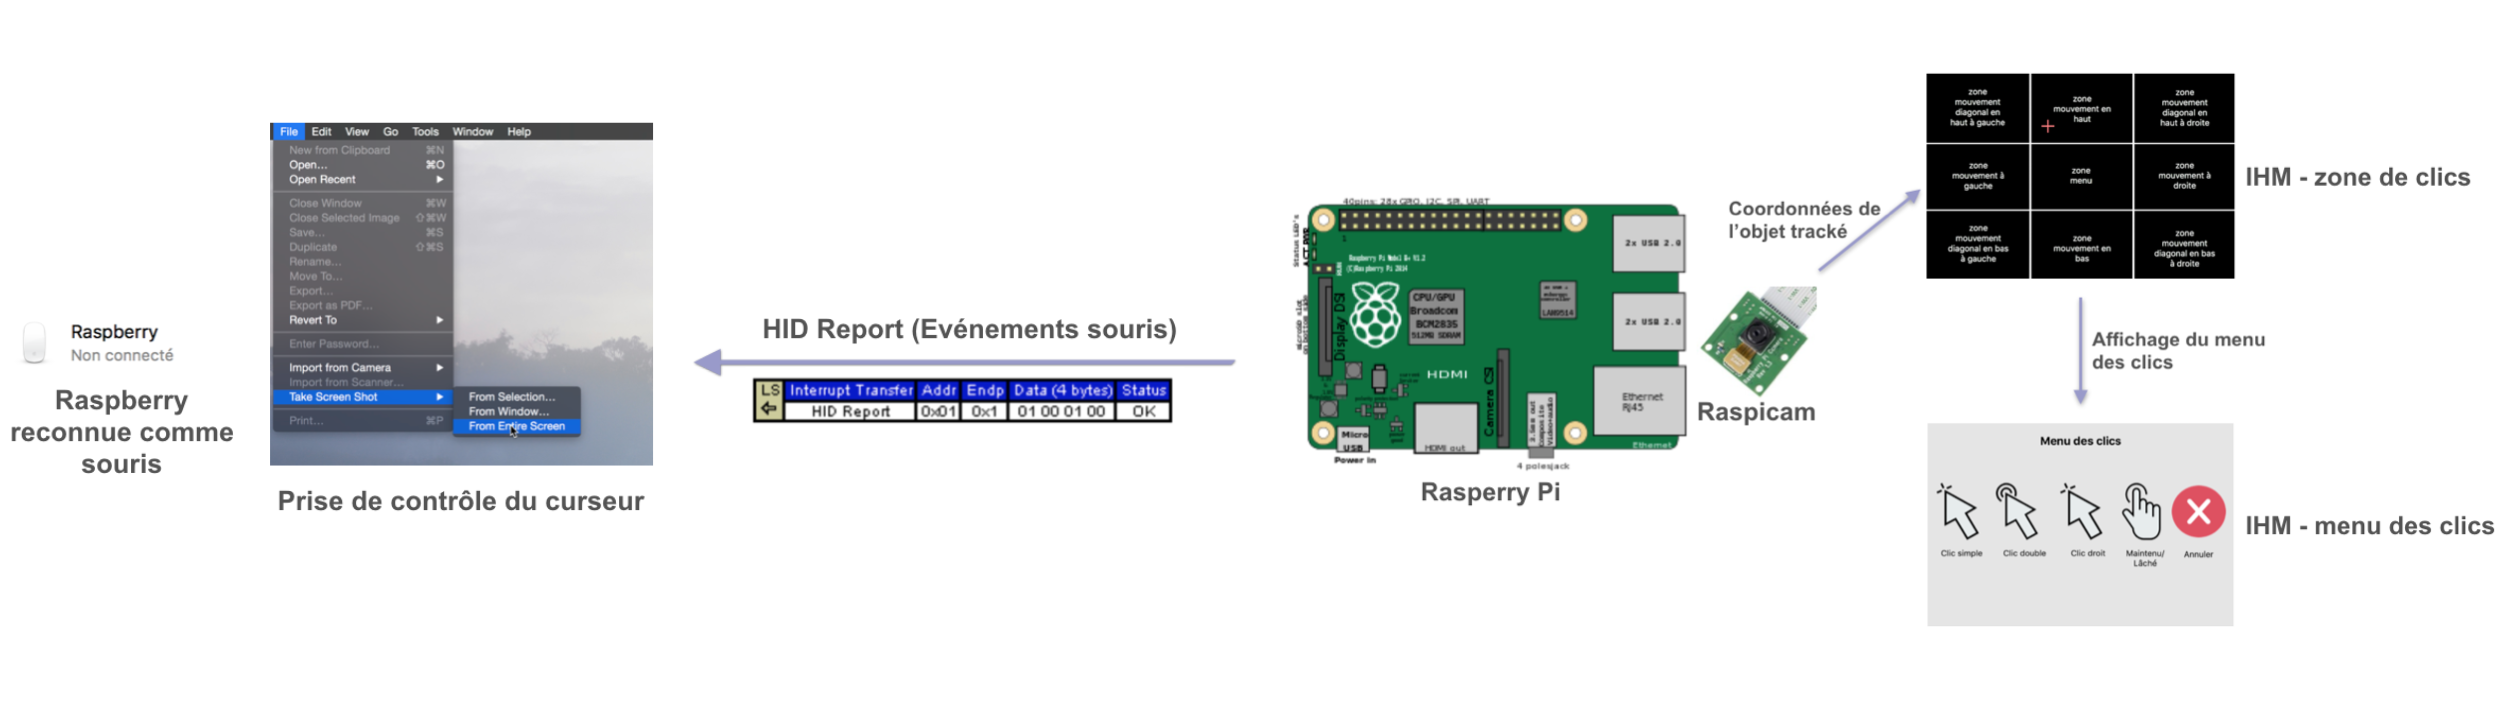 Raspberry
Non connecté
Raspberry
reconnue comme
souris
File Edit View Go Tools Window Help
New from Clipboard ⌘N
Open... ⌘O
Open Recent ▶
Close Window ⌘W
Close Selected Image ⇧⌘W
Save... ⌘S
Duplicate ⇧⌘S
Rename...
Move To...
Export...
Export as PDF...
Revert To ▶
Enter Password...
Import from Camera ▶
Import from Scanner...
Take Screen Shot ▶
Print... ⌘P
From Selection...
From Window...
From Entire Screen
Prise de contrôle du curseur
HID Report (Evénements souris)
LS Interrupt Transfer Addr Endp Data (4 bytes) Status
HID Report 0x01 0x1 01 00 01 00 OK
40pins: 28x GPIO, I2C, SPI, UART
Status LED's
1
Raspberry Pi Model B+ V1.2
(C)Raspberry Pi 2014
2x USB 2.0
CPU/GPU
Broadcom
BCM2835
512MB SDRAM
LAN9514
Display DSI
2x USB 2.0
HDMI
Camera CSI
Ethernet
Rj45
Ethernet
Micro
USB
Power in
HDMI out
4 polesjack
Rasperry Pi
Raspicam
Coordonnées de
l'objet tracké
zone
mouvement
diagonal en
haut à gauche
zone
mouvement en
haut
zone
mouvement
diagonal en
haut à droite
zone
mouvement à
gauche
zone
menu
zone
mouvement à
droite
zone
mouvement
diagonal en bas
à gauche
zone
mouvement en
bas
zone
mouvement
diagonal en bas
à droite
IHM - zone de clics
Affichage du menu
des clics
Menu des clics
Clic simple
Clic double
Clic droit
Maintenu/
Lâché
Annuler
IHM - menu des clics